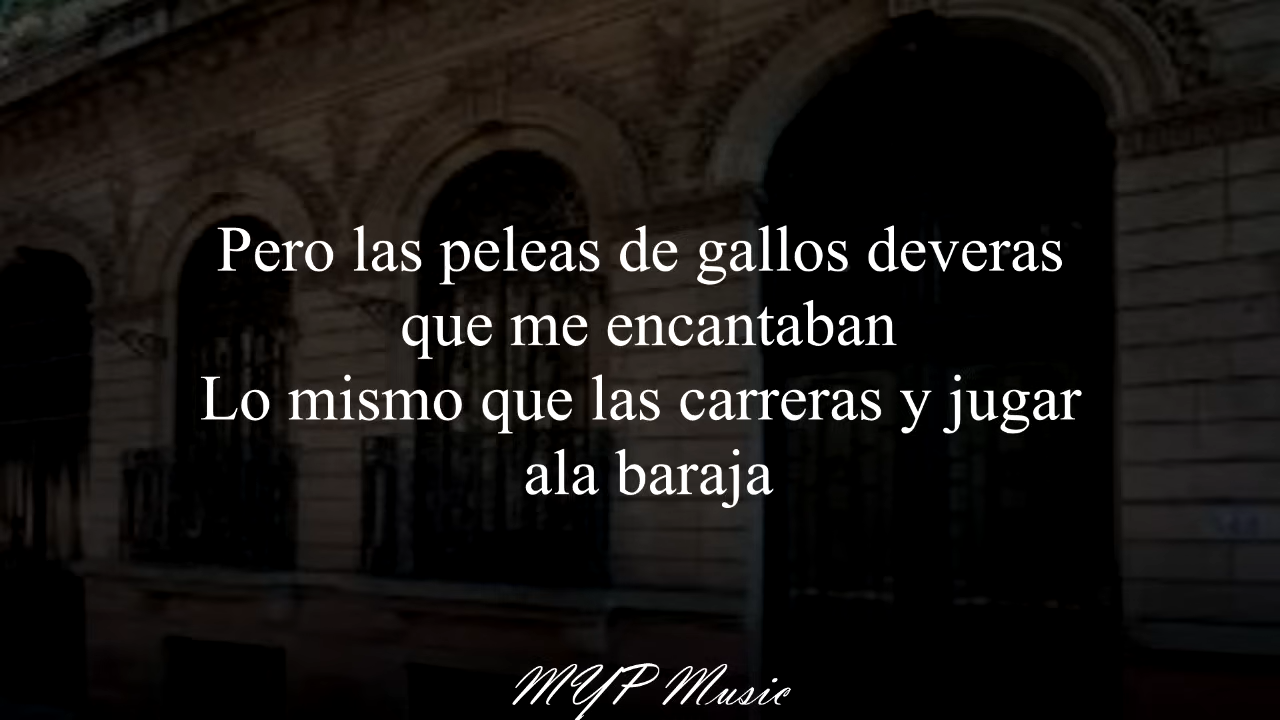 Pero las peleas de gallos deveras
que me encantaban
Lo mismo que las carreras y jugar
ala baraja
MYP Music